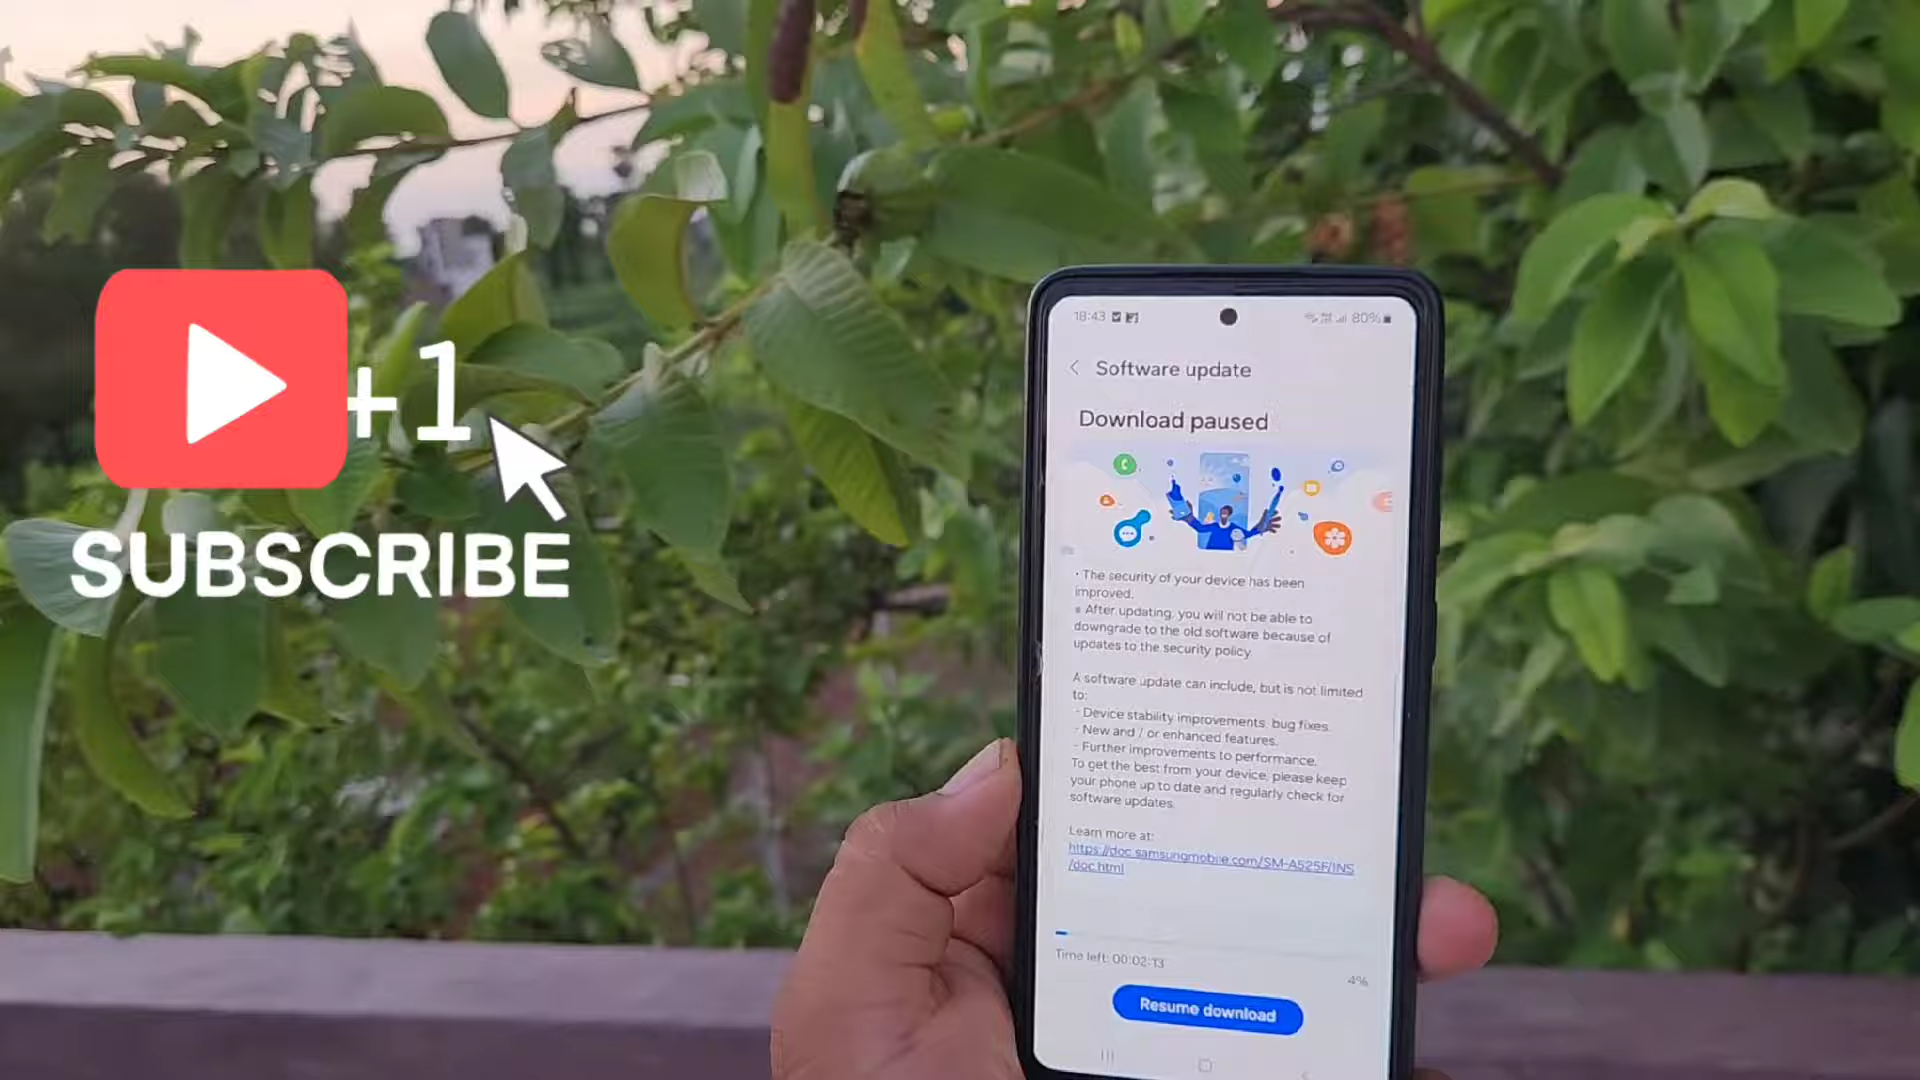 +1
SUBSCRIBE
18:43
80%
Software update
Download paused
• The security of your device has been
improved.
※ After updating, you will not be able to
downgrade to the old software because of
updates to the security policy.
A software update can include, but is not limited
to:
- Device stability improvements, bug fixes.
- New and / or enhanced features.
- Further improvements to performance.
To get the best from your device, please keep
your phone up to date and regularly check for
software updates.
Learn more at:
https://doc.samsungmobile.com/SM-A525F/INS
/doc.html
Time left: 00:02:13
4%
Resume download